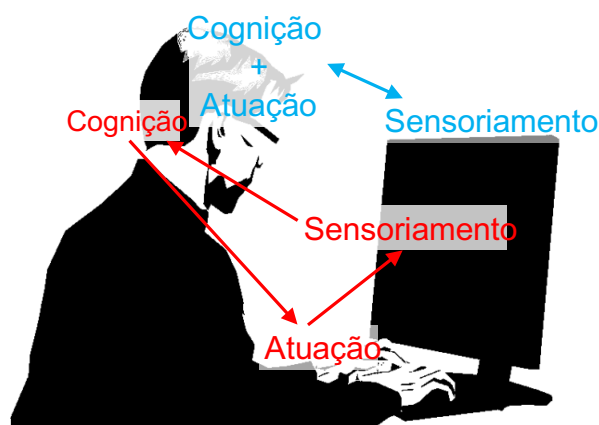 Cognição
+
Atuação
Cognição
Sensoriamento
Sensoriamento
Atuação